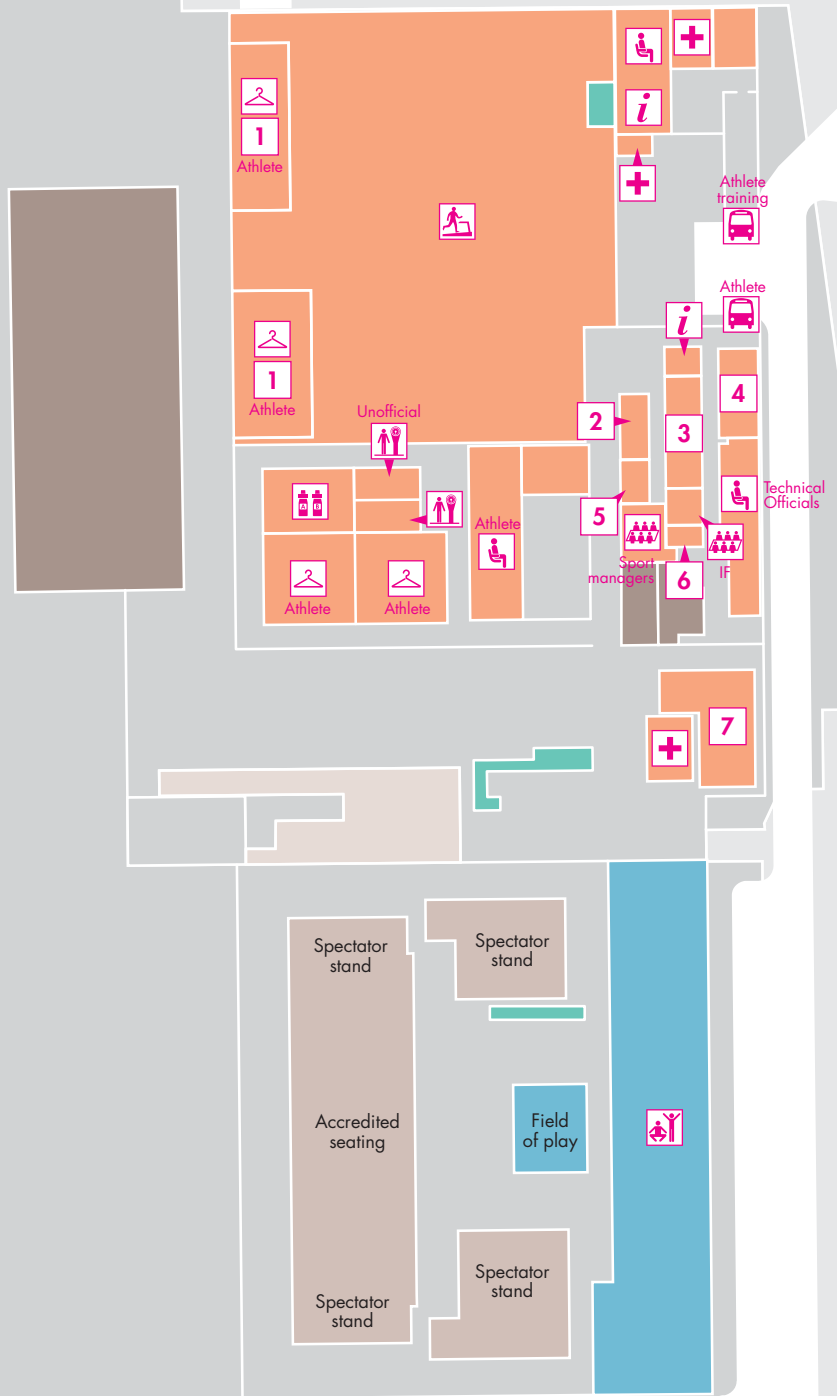 i
1
Athlete
Athlete
training
Athlete
i
1
Athlete
4
2
3
Unofficial
A B
5
Athlete
Technical
Officials
Sport
managers
IF
6
Athlete
Athlete
7
Spectator
stand
Spectator
stand
Accredited
seating
Field
of play
Spectator
stand
Spectator
stand